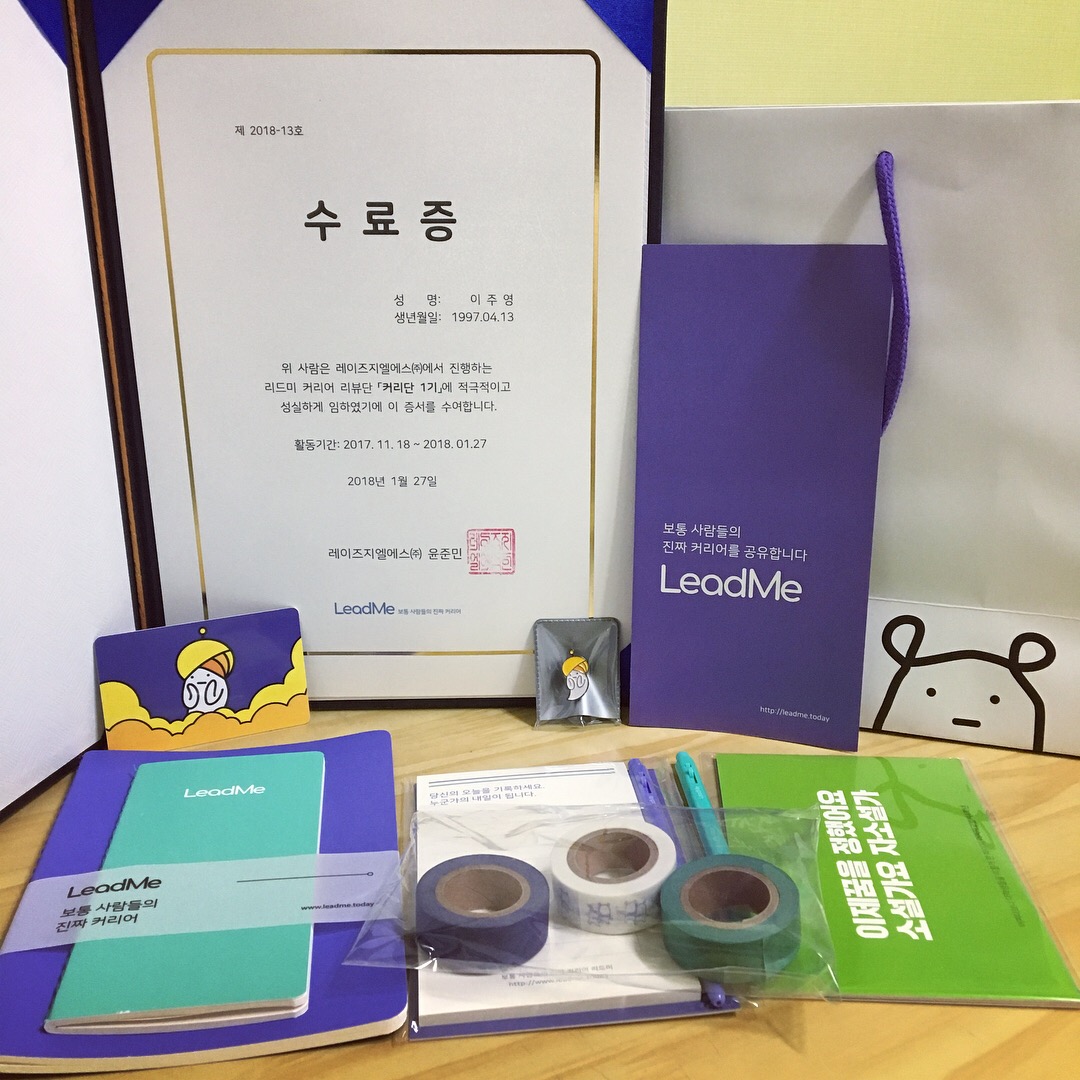 제 2018-13호
수료증
성 명: 이 주 영
생년월일: 1997.04.13
위 사람은 레이즈지엘에스㈜에서 진행하는
리드미 커리어 리뷰단 「커리단 1기」에 적극적이고
성실하게 임하였기에 이 증서를 수여합니다.
활동기간: 2017. 11. 18 ~ 2018. 01.27
2018년 1월 27일
레이즈지엘에스㈜ 윤준민
LeadMe 보통 사람들의 진짜 커리어
보통 사람들의
진짜 커리어를 공유합니다
LeadMe
http://leadme.today
LeadMe
LeadMe
보통 사람들의
진짜 커리어
www.leadme.today
당신의 오늘을 기록하세요.
누군가의 내일이 됩니다.
이제꿈을 정했어요
소설가요 자소설가